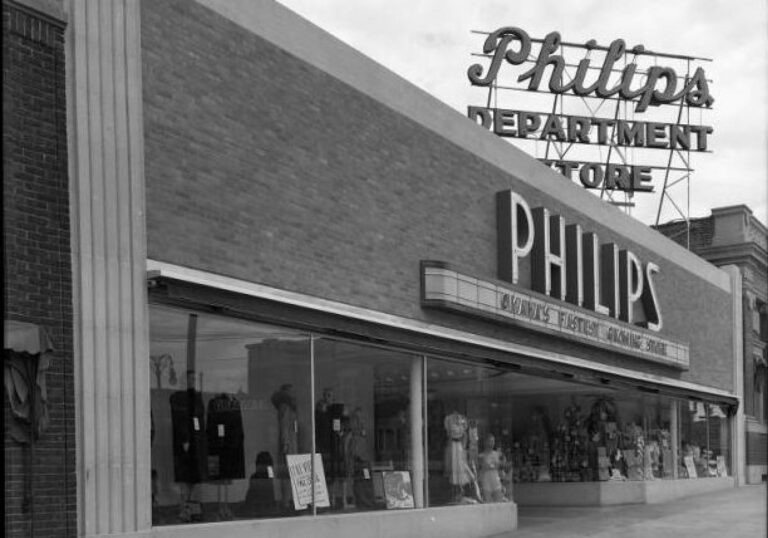 Philips
DEPARTMENT
STORE
PHILIPS
OMAHA'S FASTEST GROWING STORE